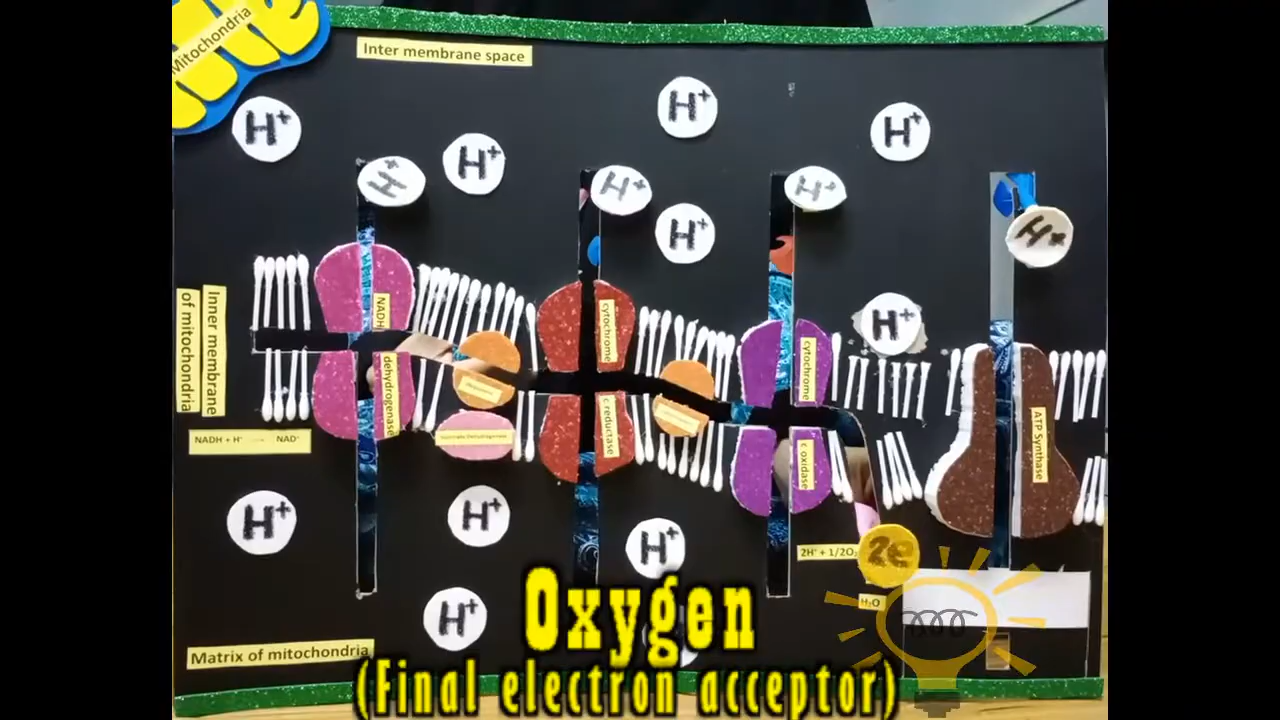 Mitochondria
Inter membrane space
H+
H+
H+
H+
H+
H+
H+
H+
H+
H+
Inner membrane
of mitochondria
NADH
dehydrogenase
cytochrome
c reductase
cytochrome
c oxidase
ATP Synthase
NADH + H+
NAD+
H+
H+
H+
H+
2H+ + 1/2O2
2e
H2O
Oxygen
Matrix of mitochondria
(Final electron acceptor)